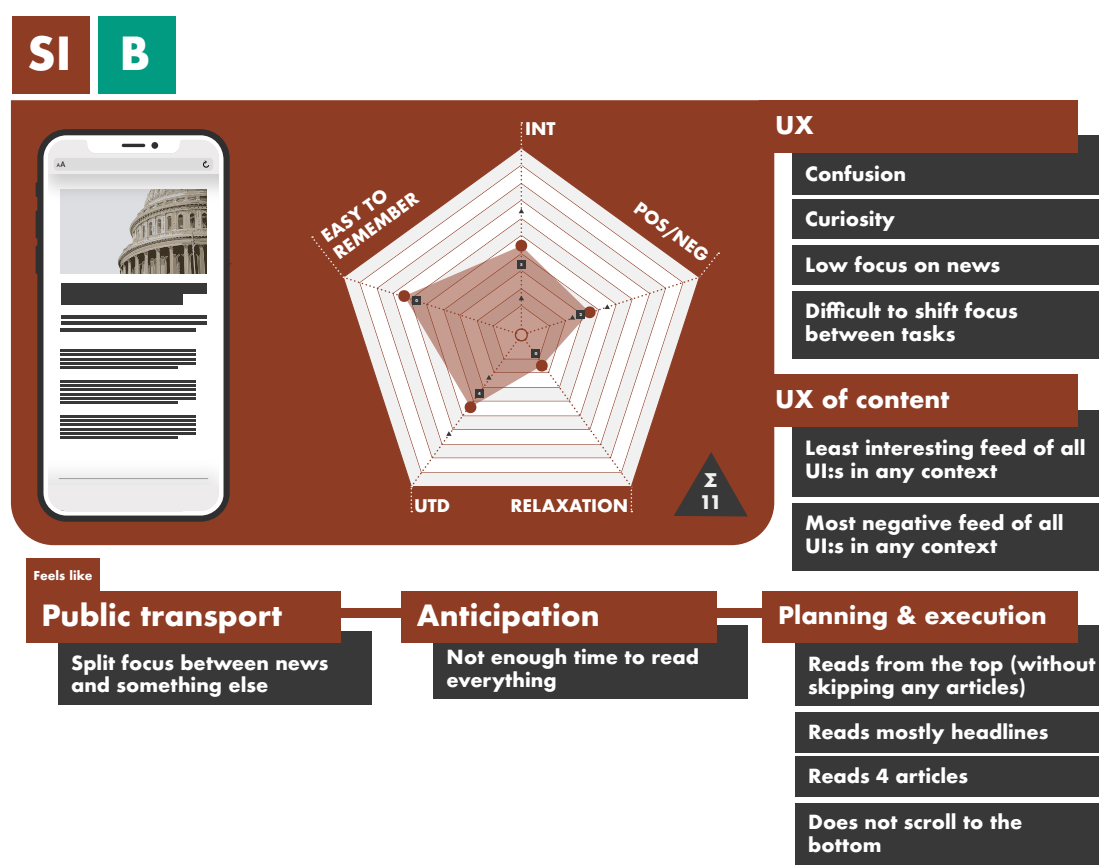 SI
B
AA
INT
EASY TO
REMEMBER
POS/NEG
UTD
RELAXATION
Σ
11
UX
Confusion
Curiosity
Low focus on news
Difficult to shift focus
between tasks
UX of content
Least interesting feed of all
UI:s in any context
Most negative feed of all
UI:s in any context
Feels like
Public transport
Split focus between news
and something else
Anticipation
Not enough time to read
everything
Planning & execution
Reads from the top (without
skipping any articles)
Reads mostly headlines
Reads 4 articles
Does not scroll to the
bottom